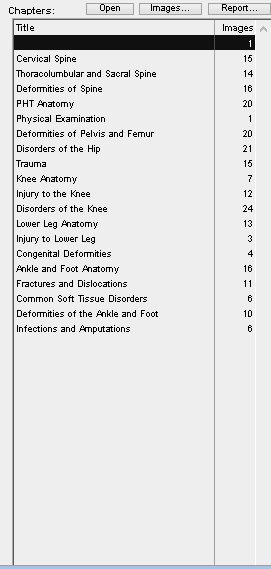 Chapters: Open Images... Report...
Title Images
1
Cervical Spine 15
Thoracolumbar and Sacral Spine 14
Deformities of Spine 16
PHT Anatomy 20
Physical Examination 1
Deformities of Pelvis and Femur 20
Disorders of the Hip 21
Trauma 15
Knee Anatomy 7
Injury to the Knee 12
Disorders of the Knee 24
Lower Leg Anatomy 13
Injury to Lower Leg 3
Congenital Deformities 4
Ankle and Foot Anatomy 16
Fractures and Dislocations 11
Common Soft Tissue Disorders 6
Deformities of the Ankle and Foot 10
Infections and Amputations 6